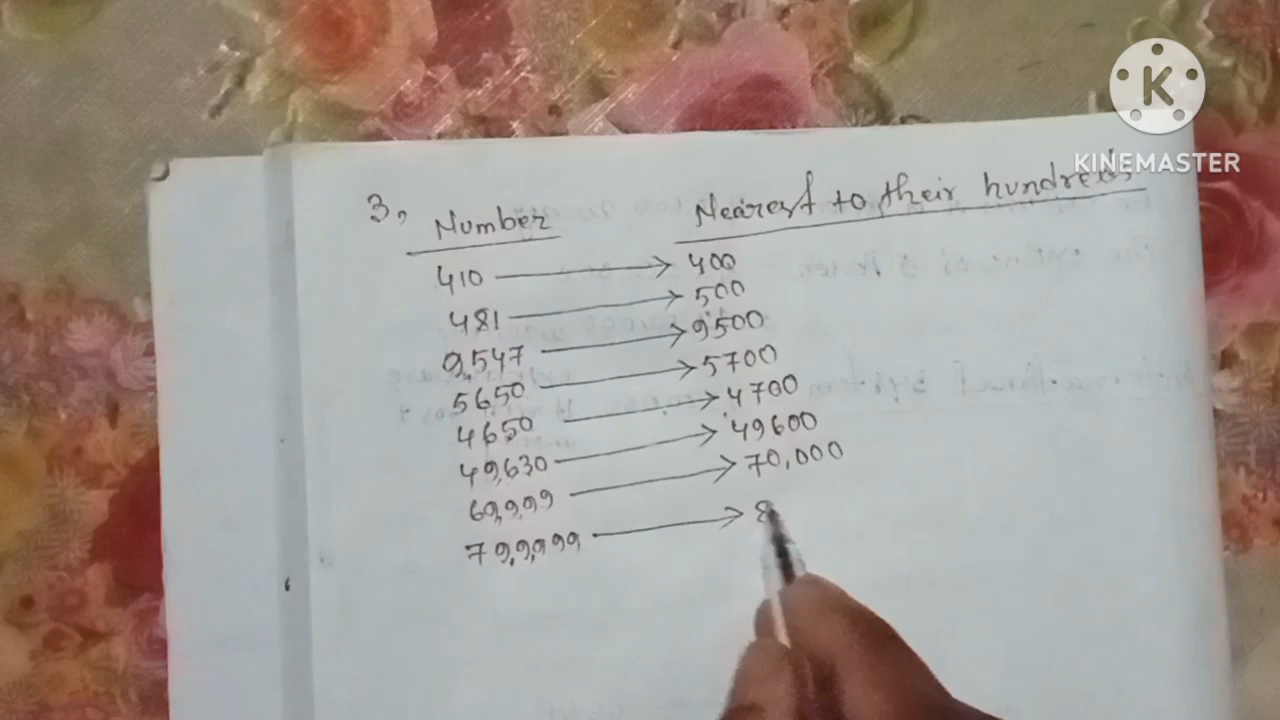 K
KINEMASTER
3, Number Nearest to their hundreds
410 → 400
481 → 500
9,547 → 9500
5650 → 5700
4650 → 4700
49,630 → 49600
69,999 → 70,000
79,9,999 → 8